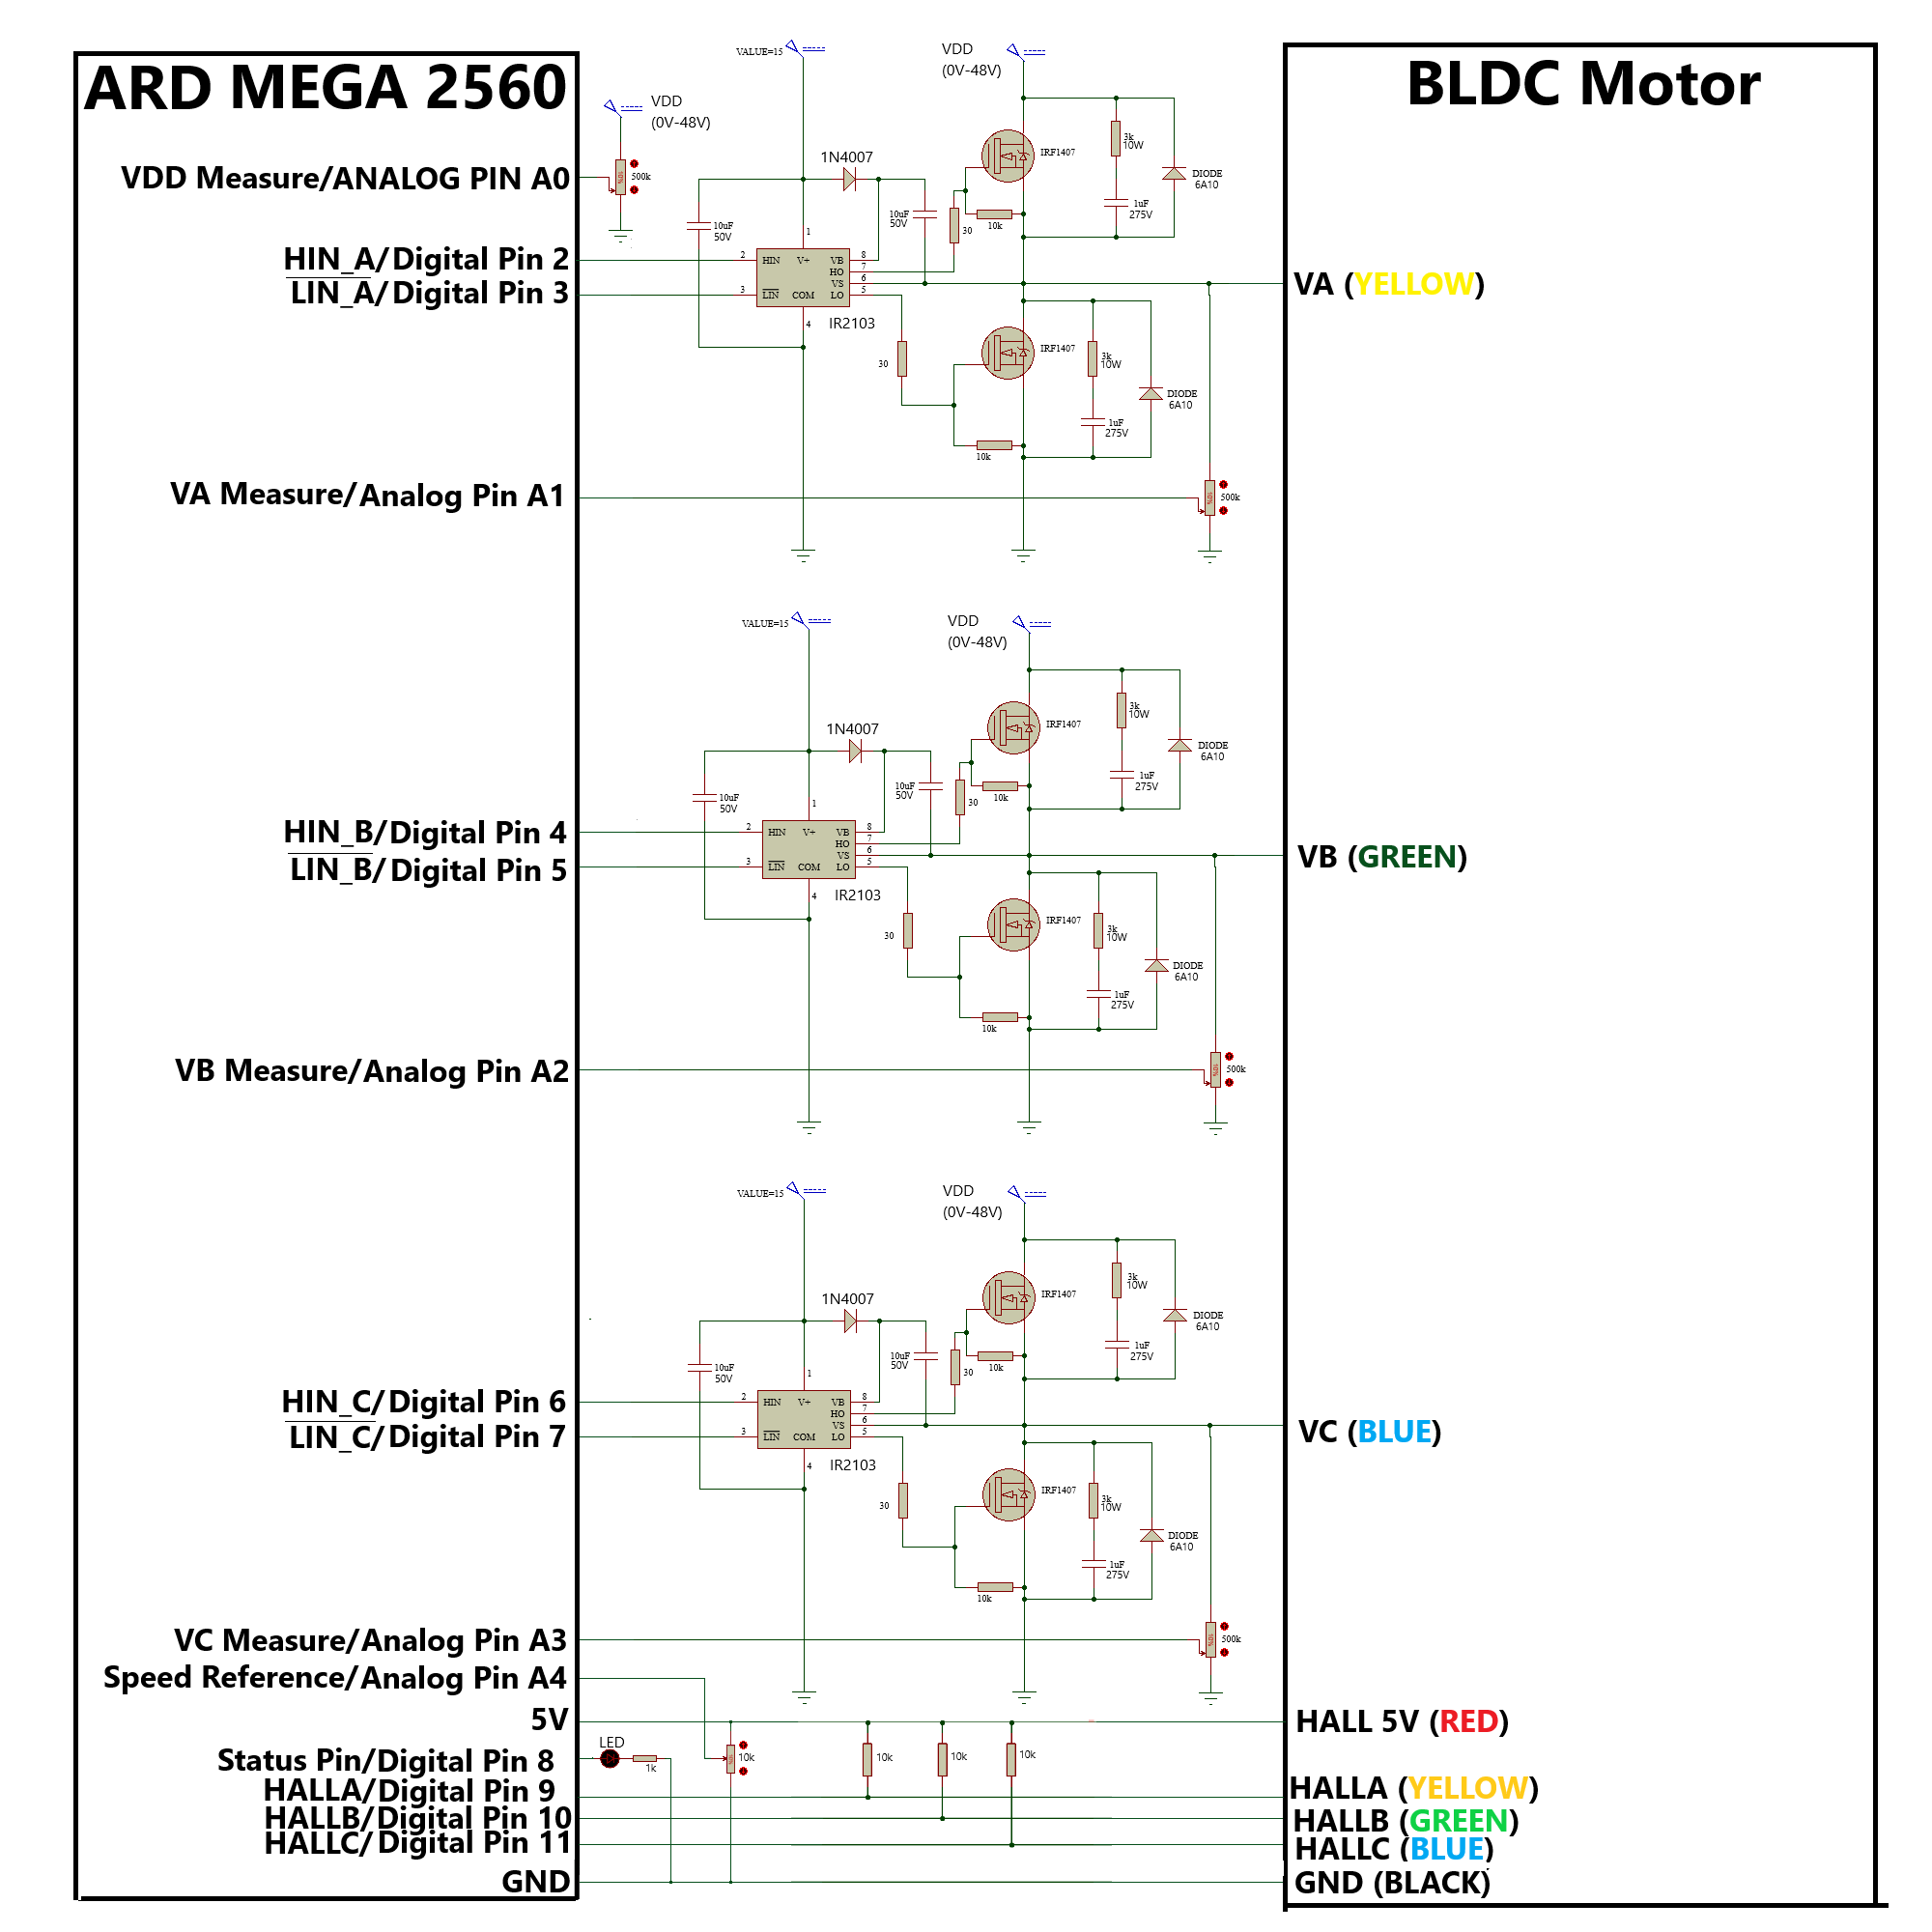 ARD MEGA 2560
BLDC Motor
VALUE=15
VDD
(0V-48V)
VDD
(0V-48V)
VDD Measure/ANALOG PIN A0
500k
1N4007
IRF1407
3k
10W
DIODE
6A10
1uF
275V
10uF
50V
10uF
50V
30
10k
1
HIN_A/Digital Pin 2
2
HIN V+ VB
8
HO
7
VS
6
VA (YELLOW)
LIN_A/Digital Pin 3
3
LIN COM LO
5
4
IR2103
IRF1407
30
3k
10W
DIODE
6A10
1uF
275V
10k
VA Measure/Analog Pin A1
500k
VALUE=15
VDD
(0V-48V)
1N4007
IRF1407
3k
10W
DIODE
6A10
1uF
275V
10uF
50V
10uF
50V
30
10k
1
HIN_B/Digital Pin 4
2
HIN V+ VB
8
HO
7
VS
6
VB (GREEN)
LIN_B/Digital Pin 5
3
LIN COM LO
5
4
IR2103
IRF1407
30
3k
10W
DIODE
6A10
1uF
275V
10k
VB Measure/Analog Pin A2
500k
VALUE=15
VDD
(0V-48V)
1N4007
IRF1407
3k
10W
DIODE
6A10
1uF
275V
10uF
50V
10uF
50V
30
10k
1
HIN_C/Digital Pin 6
2
HIN V+ VB
8
HO
7
VS
6
VC (BLUE)
LIN_C/Digital Pin 7
3
LIN COM LO
5
4
IR2103
IRF1407
30
3k
10W
DIODE
6A10
1uF
275V
10k
VC Measure/Analog Pin A3
500k
Speed Reference/Analog Pin A4
5V
HALL 5V (RED)
LED
Status Pin/Digital Pin 8
1k
10k
10k
10k
10k
HALLA/Digital Pin 9
HALLA (YELLOW)
HALLB/Digital Pin 10
HALLB (GREEN)
HALLC/Digital Pin 11
HALLC (BLUE)
GND
GND (BLACK)